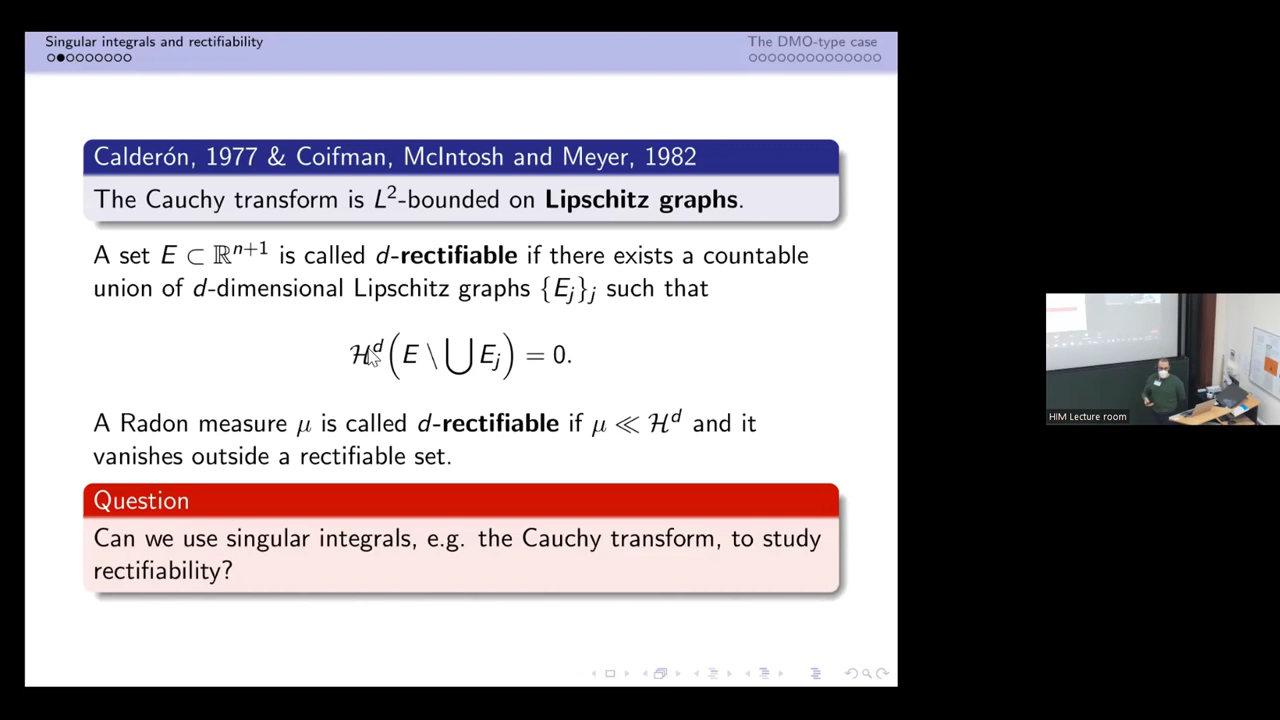 Singular integrals and rectifiability
The DMO-type case
Calderón, 1977 & Coifman, McIntosh and Meyer, 1982
The Cauchy transform is L²-bounded on Lipschitz graphs.
A set E ⊂ ℝⁿ⁺¹ is called d-rectifiable if there exists a countable
union of d-dimensional Lipschitz graphs {Eⱼ}ⱼ such that
ℋᵈ(E \ ⋃ Eⱼ) = 0.
A Radon measure μ is called d-rectifiable if μ ≪ ℋᵈ and it
vanishes outside a rectifiable set.
Question
Can we use singular integrals, e.g. the Cauchy transform, to study
rectifiability?
HIM Lecture room